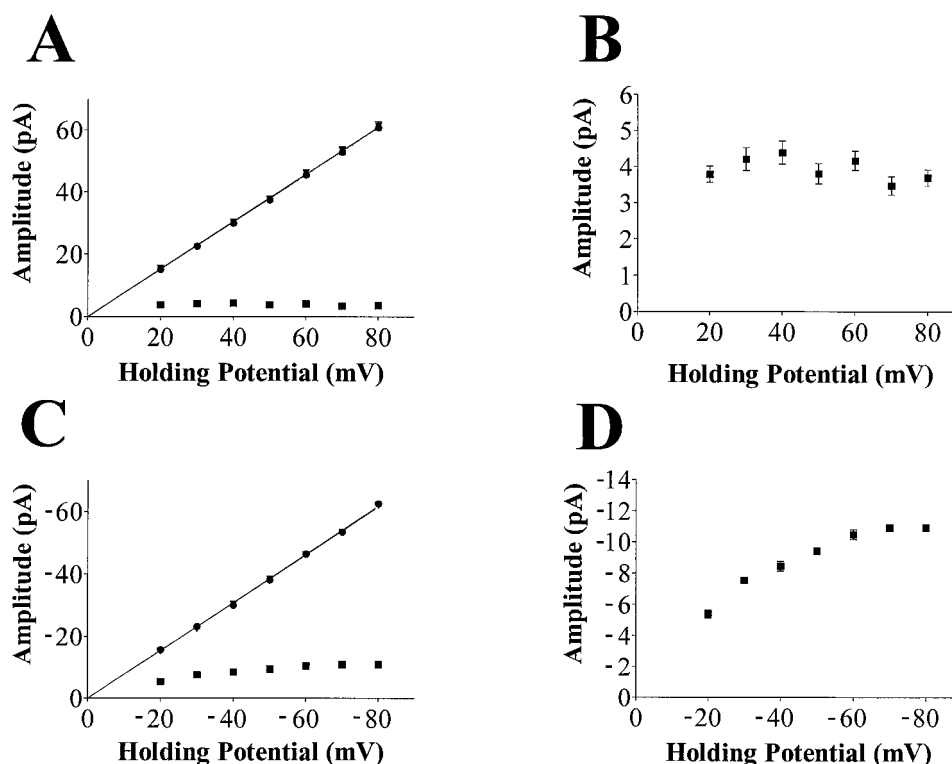 A
Amplitude (pA)
60
40
20
0
0 20 40 60 80
Holding Potential (mV)
B
Amplitude (pA)
6
5
4
3
2
1
0
0 20 40 60 80
Holding Potential (mV)
C
Amplitude (pA)
-60
-40
-20
0
0 -20 -40 -60 -80
Holding Potential (mV)
D
Amplitude (pA)
-14
-12
-10
-8
-6
-4
-2
0
0 -20 -40 -60 -80
Holding Potential (mV)